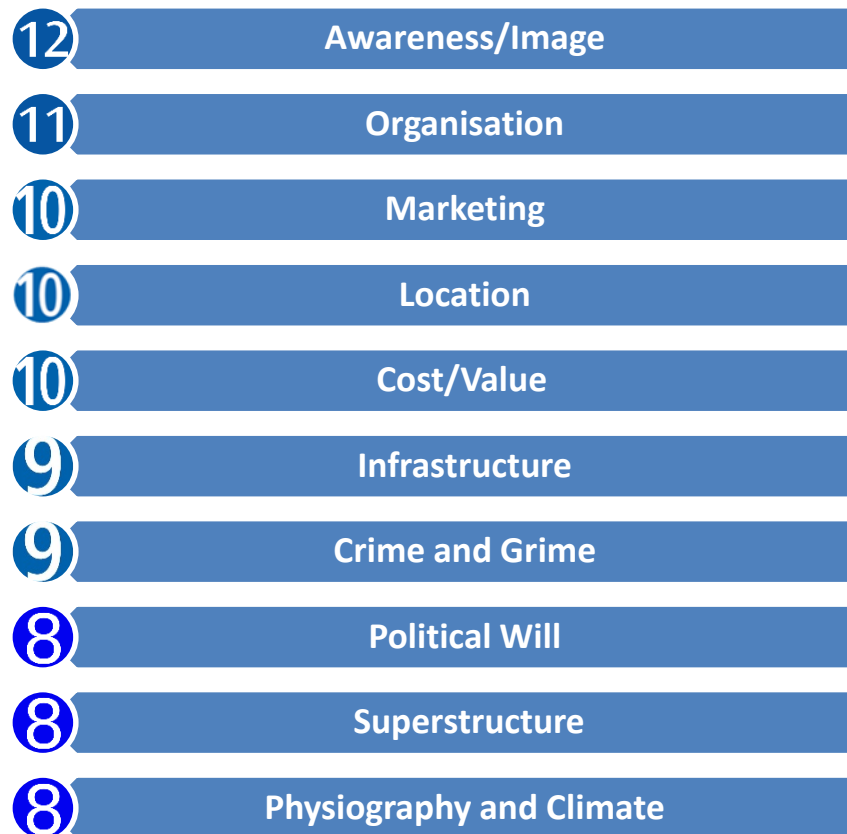 12 Awareness/Image
11 Organisation
10 Marketing
10 Location
10 Cost/Value
9 Infrastructure
9 Crime and Grime
8 Political Will
8 Superstructure
8 Physiography and Climate